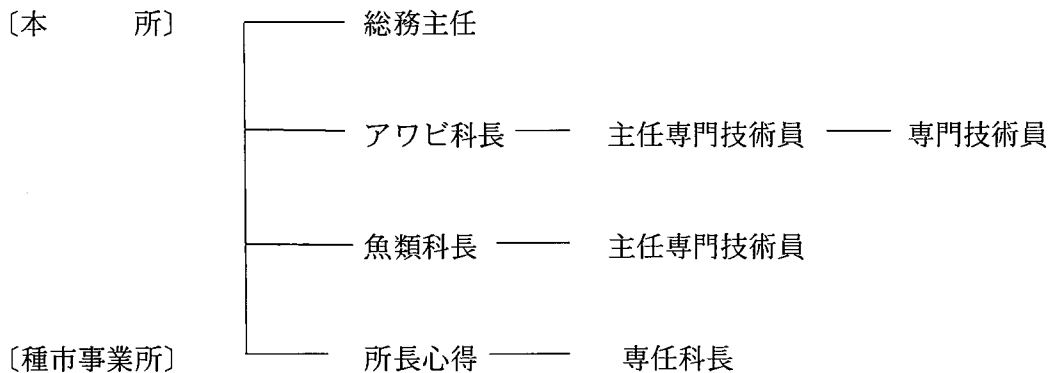 〔本　　所〕 総務主任
アワビ科長 主任専門技術員 専門技術員
魚類科長 主任専門技術員
〔種市事業所〕 所長心得 専任科長